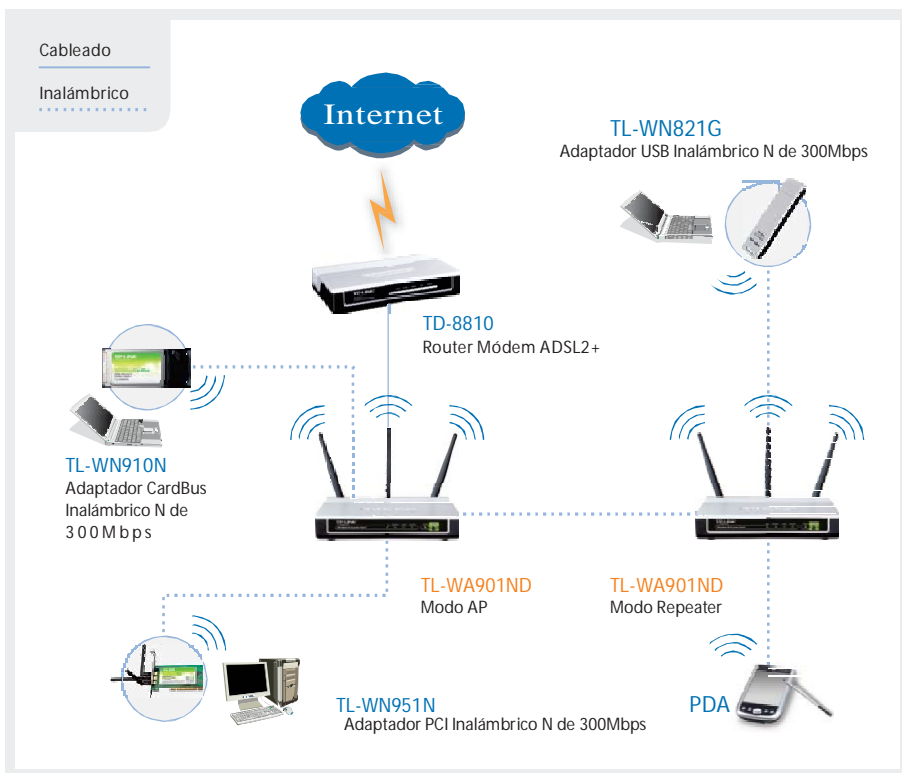 Cableado
Inalámbrico
Internet
TL-WN821G
Adaptador USB Inalámbrico N de 300Mbps
TD-8810
Router Módem ADSL2+
TL-WN910N
Adaptador CardBus
Inalámbrico N de
300Mbps
TL-WA901ND
Modo AP
TL-WA901ND
Modo Repeater
TL-WN951N
Adaptador PCI Inalámbrico N de 300Mbps
PDA